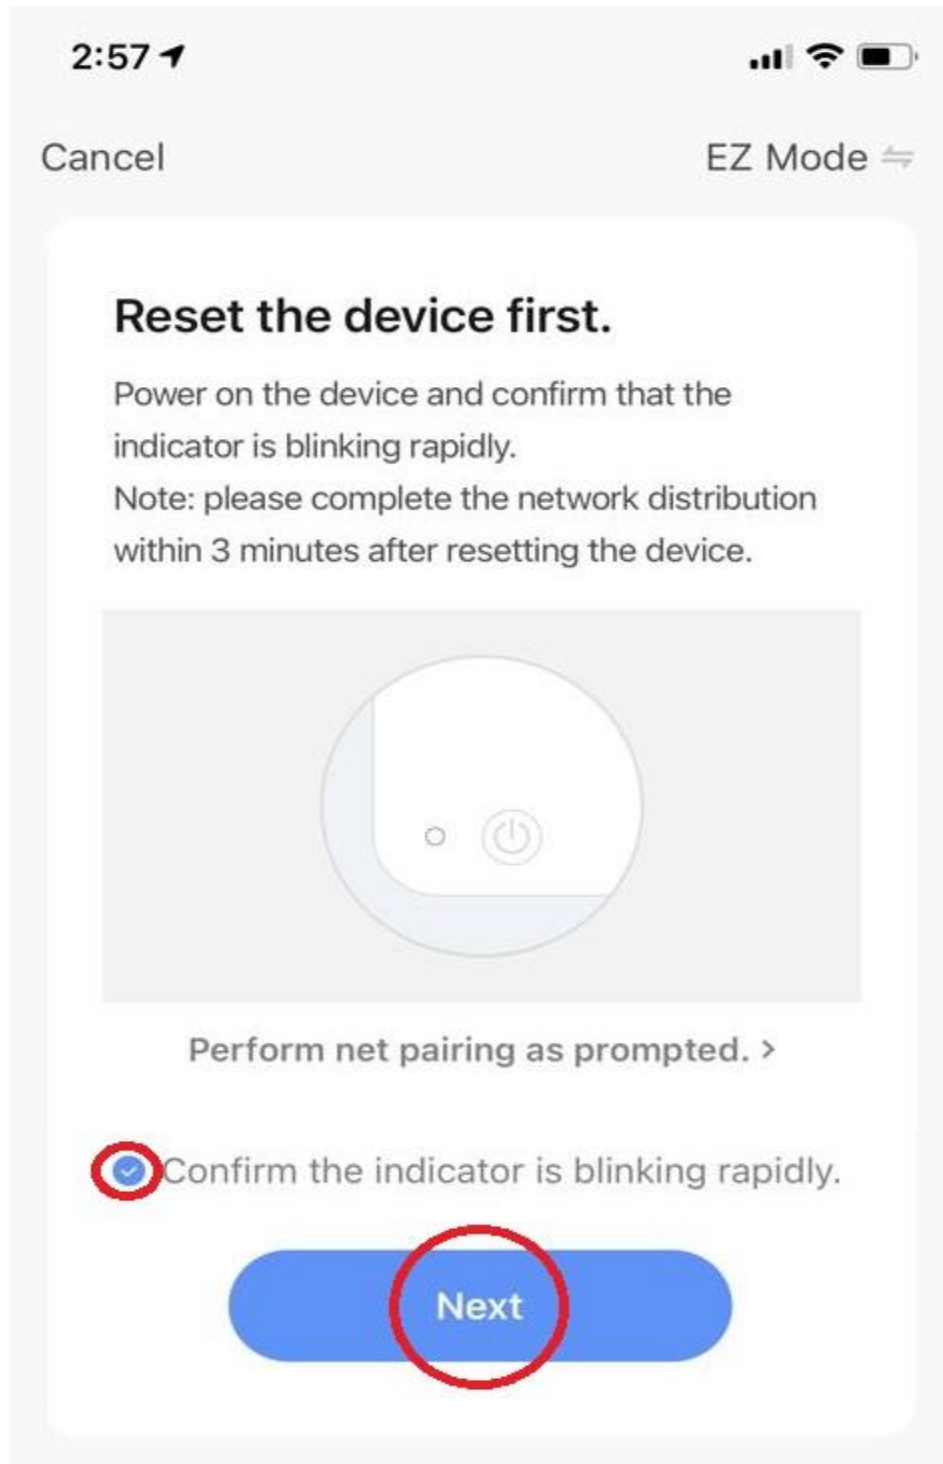 2:57
Cancel
EZ Mode
Reset the device first.
Power on the device and confirm that the
indicator is blinking rapidly.
Note: please complete the network distribution
within 3 minutes after resetting the device.
Perform net pairing as prompted. >
Confirm the indicator is blinking rapidly.
Next